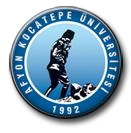 AFYON KOCATEPE ÜNİVERSİTESİ
1992